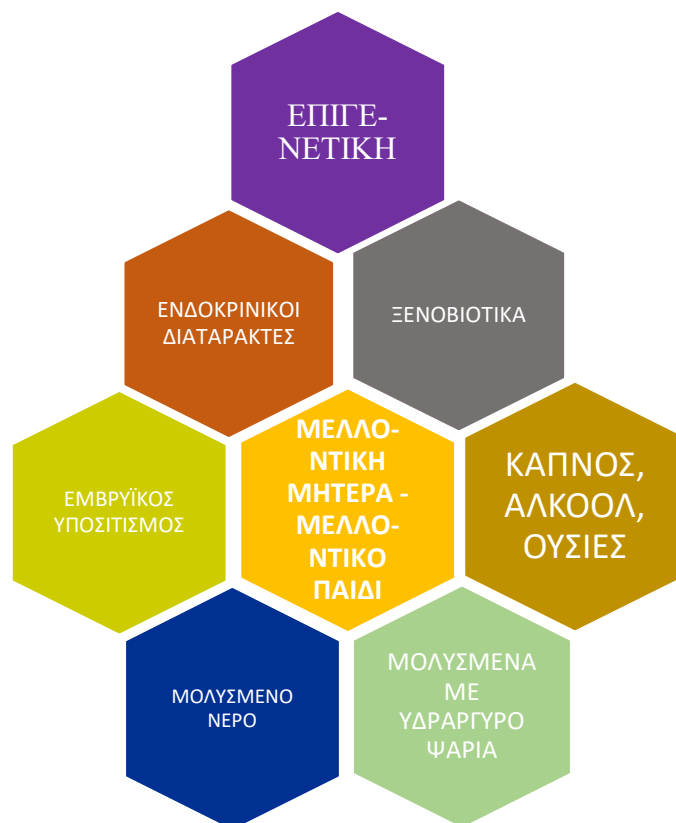 ΕΠΙΓΕ-
ΝΕΤΙΚΗ
ΕΝΔΟΚΡΙΝΙΚΟΙ
ΔΙΑΤΑΡΑΚΤΕΣ
ΞΕΝΟΒΙΟΤΙΚΑ
ΕΜΒΡΥΪΚΟΣ
ΥΠΟΣΙΤΙΣΜΟΣ
ΜΕΛΛΟ-
ΝΤΙΚΗ
ΜΗΤΕΡΑ -
ΜΕΛΛΟ-
ΝΤΙΚΟ
ΠΑΙΔΙ
ΚΑΠΝΟΣ,
ΑΛΚΟΟΛ,
ΟΥΣΙΕΣ
ΜΟΛΥΣΜΕΝΟ
ΝΕΡΟ
ΜΟΛΥΣΜΕΝΑ
ΜΕ
ΥΔΡΑΡΓΥΡΟ
ΨΑΡΙΑ